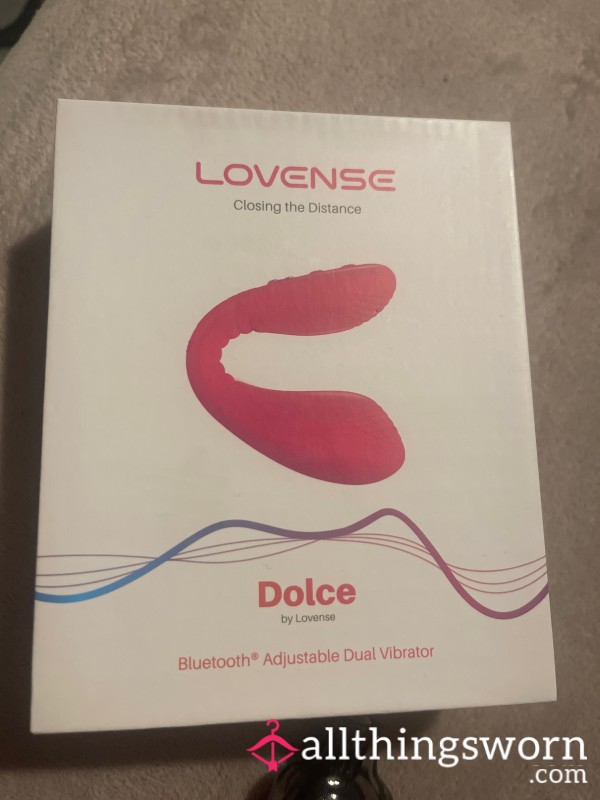 LOVENSE
Closing the Distance
Dolce
by Lovense
Bluetooth® Adjustable Dual Vibrator
allthingsworn
.com